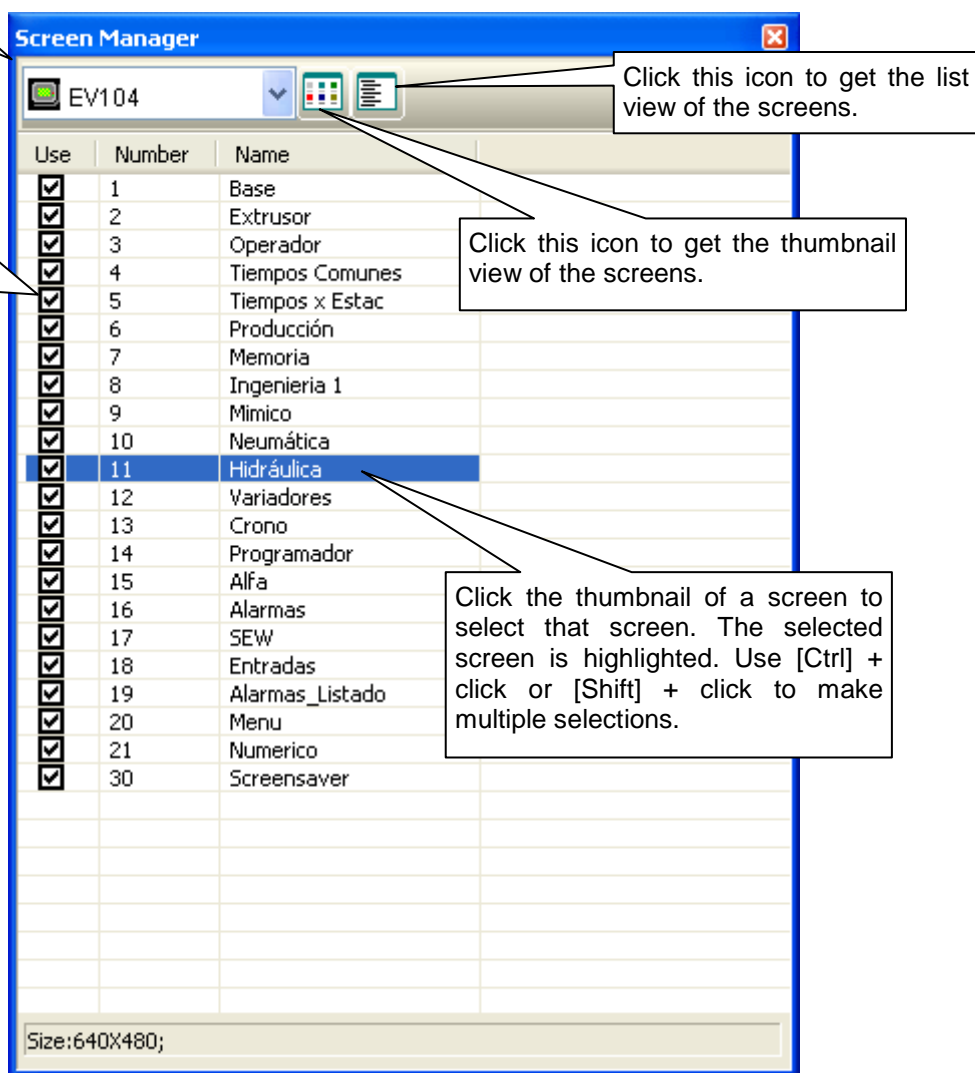 Screen Manager
EV104
Click this icon to get the list
view of the screens.
Use Number Name
1 Base
2 Extrusor
3 Operador
4 Tiempos Comunes
5 Tiempos x Estac
6 Producción
7 Memoria
8 Ingenieria 1
9 Mimico
10 Neumática
11 Hidráulica
12 Variadores
13 Crono
14 Programador
15 Alfa
16 Alarmas
17 SEW
18 Entradas
19 Alarmas_Listado
20 Menu
21 Numerico
30 Screensaver
Click this icon to get the thumbnail
view of the screens.
Click the thumbnail of a screen to
select that screen. The selected
screen is highlighted. Use [Ctrl] +
click or [Shift] + click to make
multiple selections.
Size:640X480;